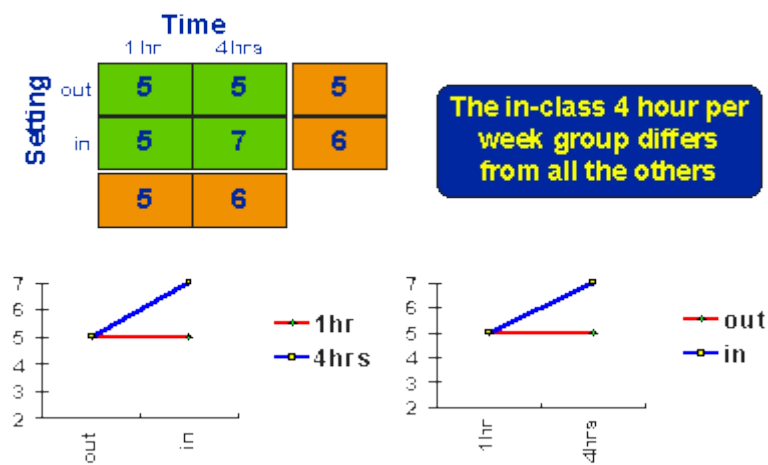 Time
1 hr 4 hrs
Setting
out 5 5 5
in 5 7 6
5 6
The in-class 4 hour per
week group differs
from all the others
7
6
5
4
3
2
out in
1hr
4hrs
7
6
5
4
3
2
1hr 4hrs
out
in